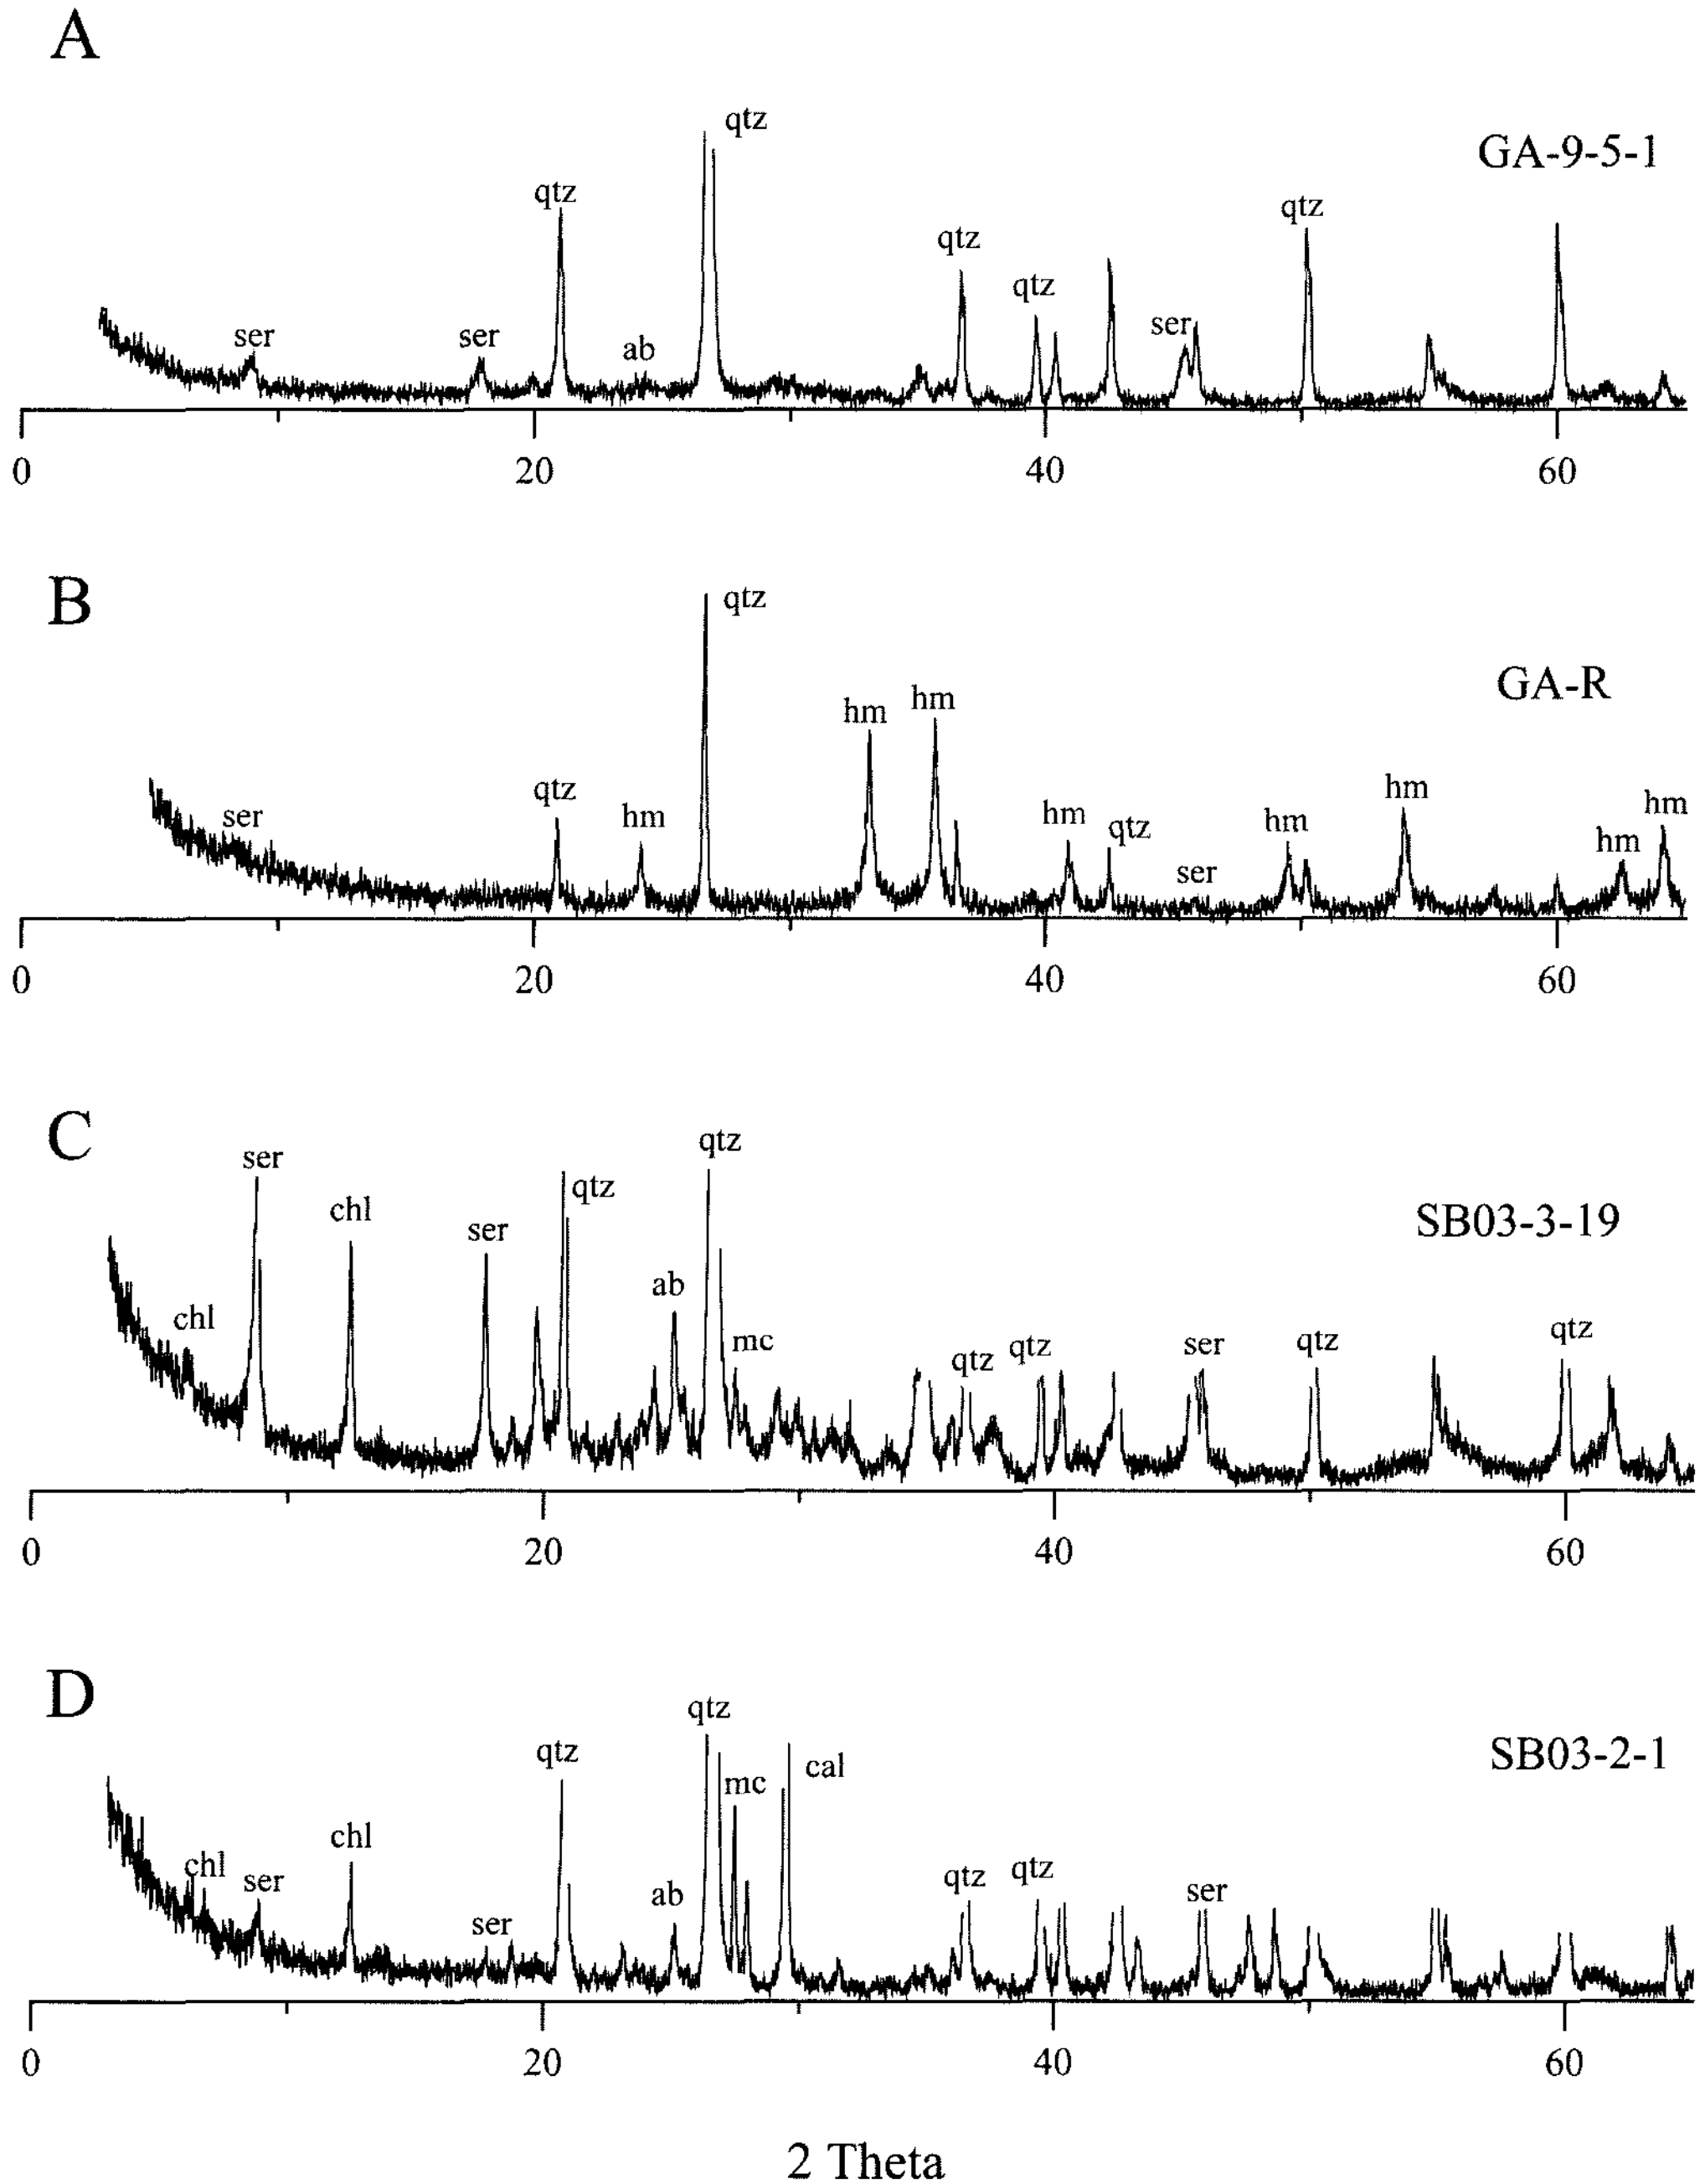 A
qtz
GA-9-5-1
qtz
qtz
qtz
qtz
ser
ser
ser
ab
0
20
40
60
B
qtz
GA-R
hm
hm
qtz
hm
ser
hm
qtz
hm
hm
hm
hm
ser
0
20
40
60
C
qtz
ser
qtz
SB03-3-19
chl
ser
ab
chl
mc
qtz
qtz
ser
qtz
qtz
0
20
40
60
D
qtz
qtz
cal
SB03-2-1
mc
chl
chl
ser
ab
ser
qtz
qtz
ser
0
20
40
60
2 Theta